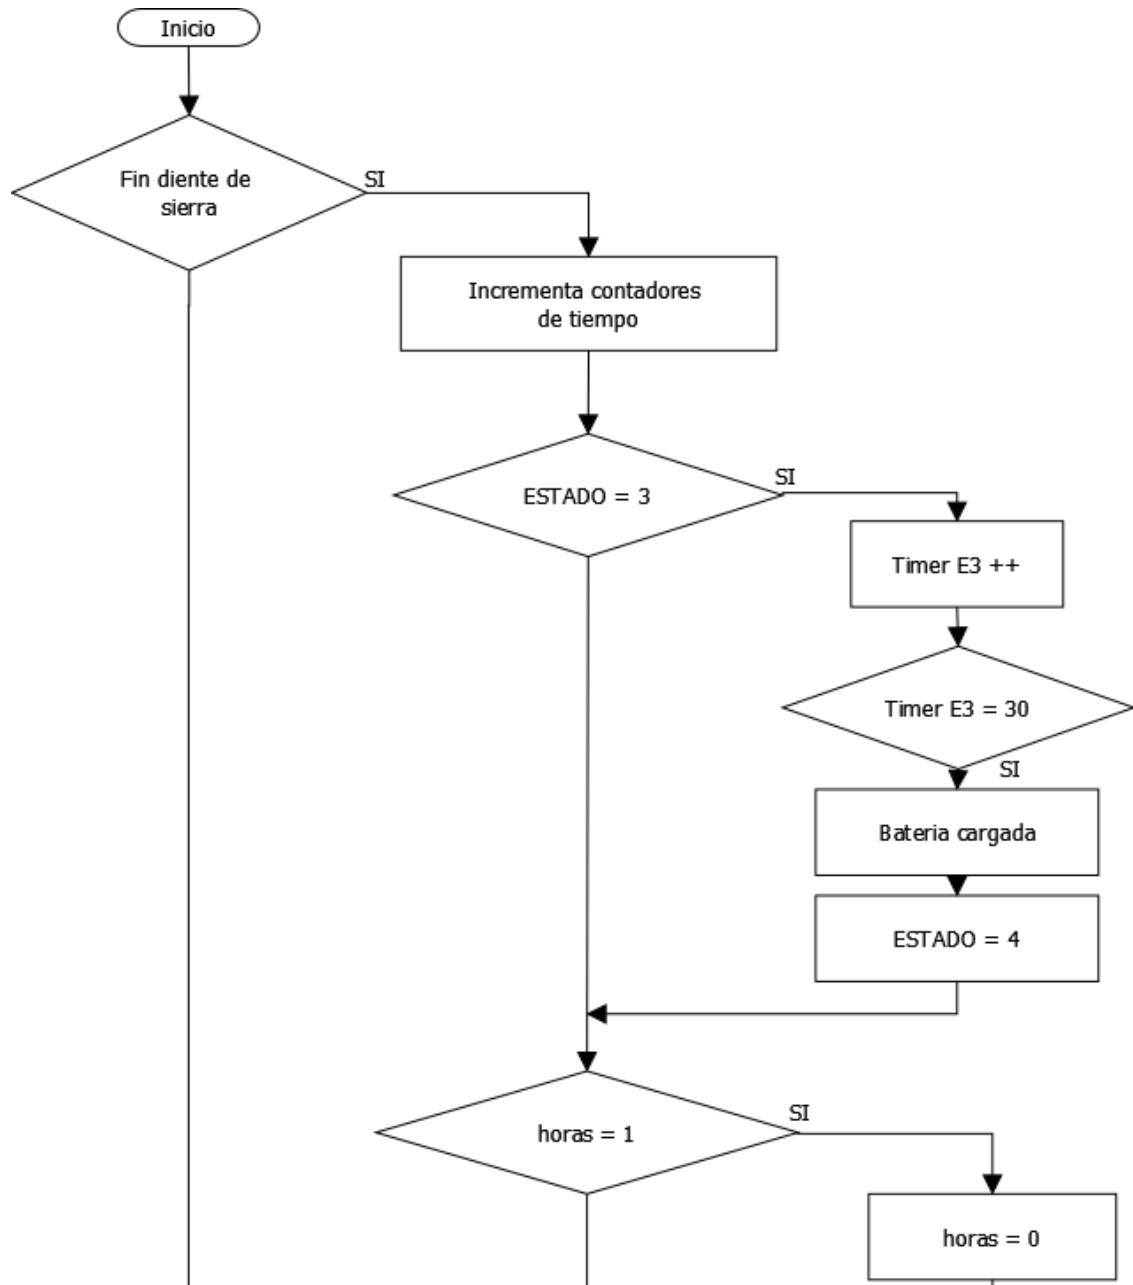 Inicio
Fin diente de
sierra
SI
Incrementa contadores
de tiempo
ESTADO = 3
SI
Timer E3 ++
Timer E3 = 30
SI
Bateria cargada
ESTADO = 4
horas = 1
SI
horas = 0